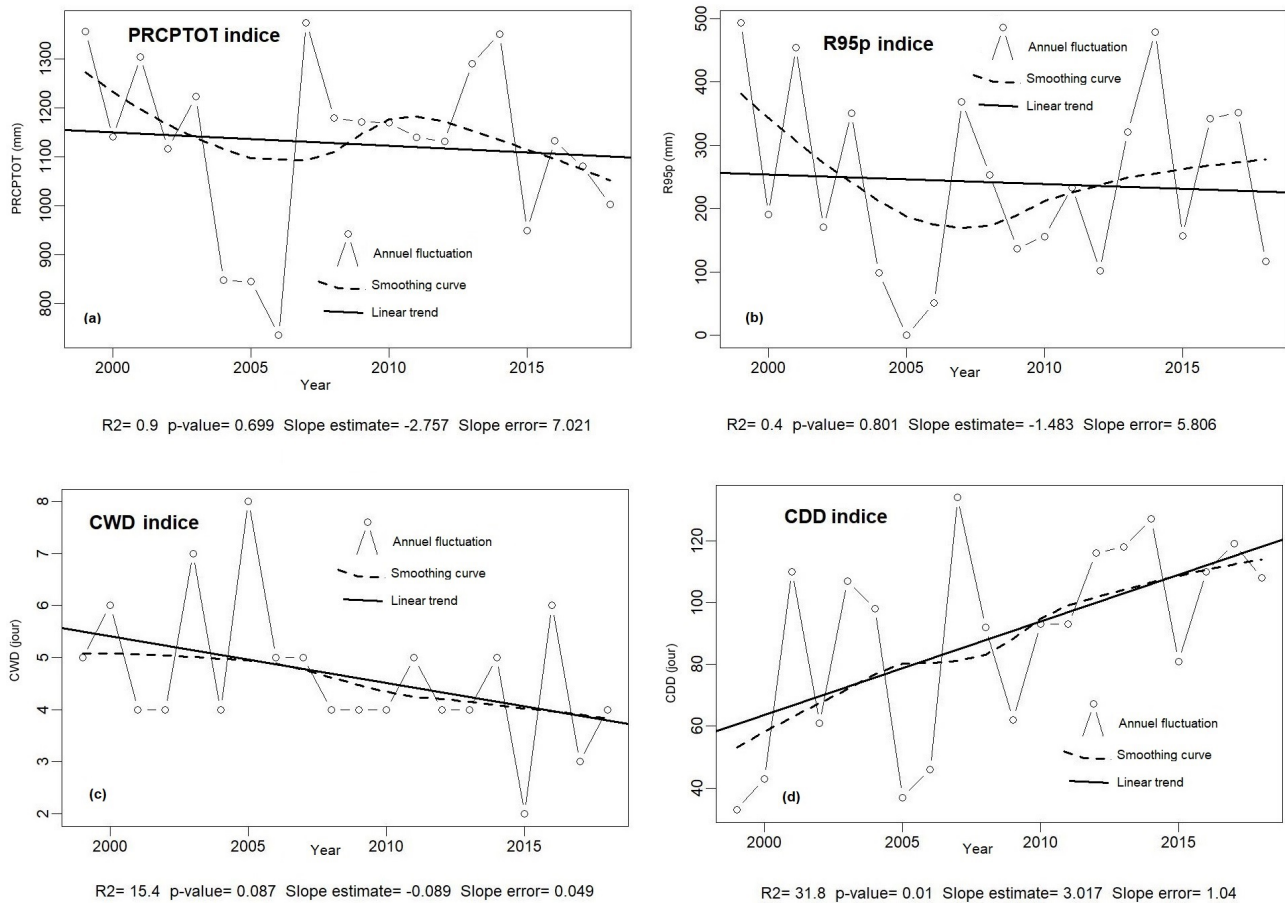 PRCPTOT indice
PRCPTOT (mm)
1300
1200
1100
1000
900
800
Annuel fluctuation
Smoothing curve
Linear trend
(a)
2000 2005 2010 2015
Year
R2= 0.9 p-value= 0.699 Slope estimate= -2.757 Slope error= 7.021
R95p indice
R95p (mm)
500
400
300
200
100
0
Annuel fluctuation
Smoothing curve
Linear trend
(b)
2000 2005 2010 2015
Year
R2= 0.4 p-value= 0.801 Slope estimate= -1.483 Slope error= 5.806
CWD indice
CWD (jour)
8
7
6
5
4
3
2
Annuel fluctuation
Smoothing curve
Linear trend
(c)
2000 2005 2010 2015
Year
R2= 15.4 p-value= 0.087 Slope estimate= -0.089 Slope error= 0.049
CDD indice
CDD (jour)
120
100
80
60
40
Annuel fluctuation
Smoothing curve
Linear trend
(d)
2000 2005 2010 2015
Year
R2= 31.8 p-value= 0.01 Slope estimate= 3.017 Slope error= 1.04